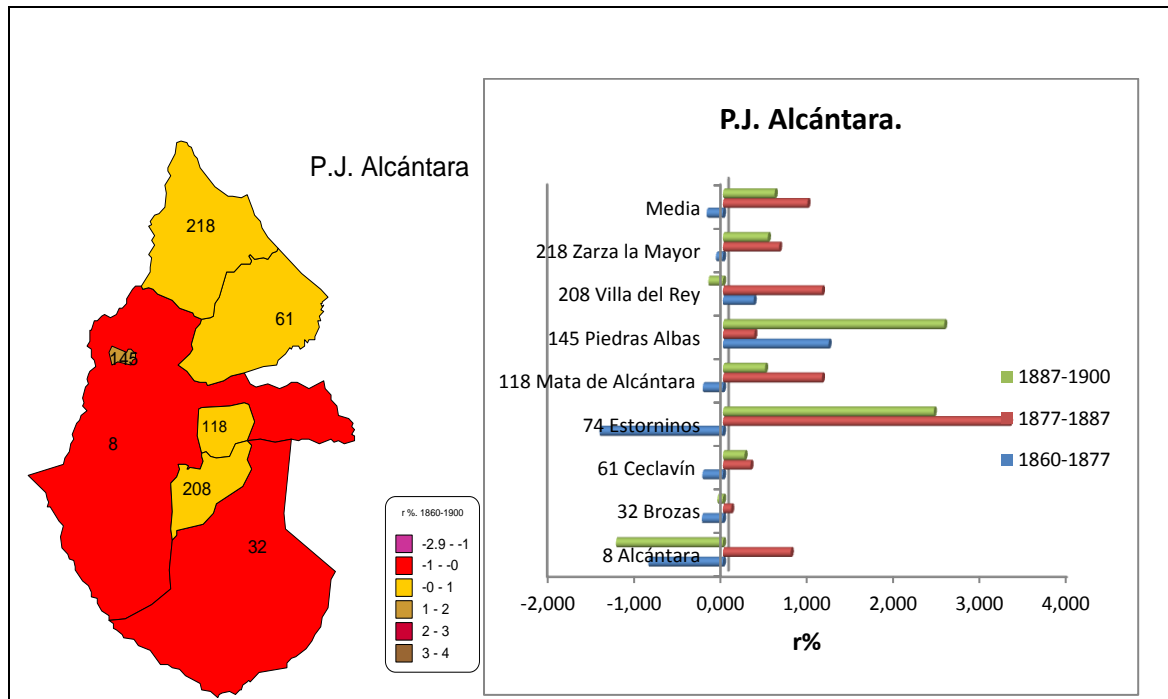 P.J. Alcántara
218
61
145
118
8
208
32
r %. 1860-1900
-2.9 - -1
-1 - -0
-0 - 1
1 - 2
2 - 3
3 - 4
P.J. Alcántara.
Media
218 Zarza la Mayor
208 Villa del Rey
145 Piedras Albas
118 Mata de Alcántara
74 Estorninos
61 Ceclavín
32 Brozas
8 Alcántara
1887-1900
1877-1887
1860-1877
-2,000 -1,000 0,000 1,000 2,000 3,000 4,000
r%